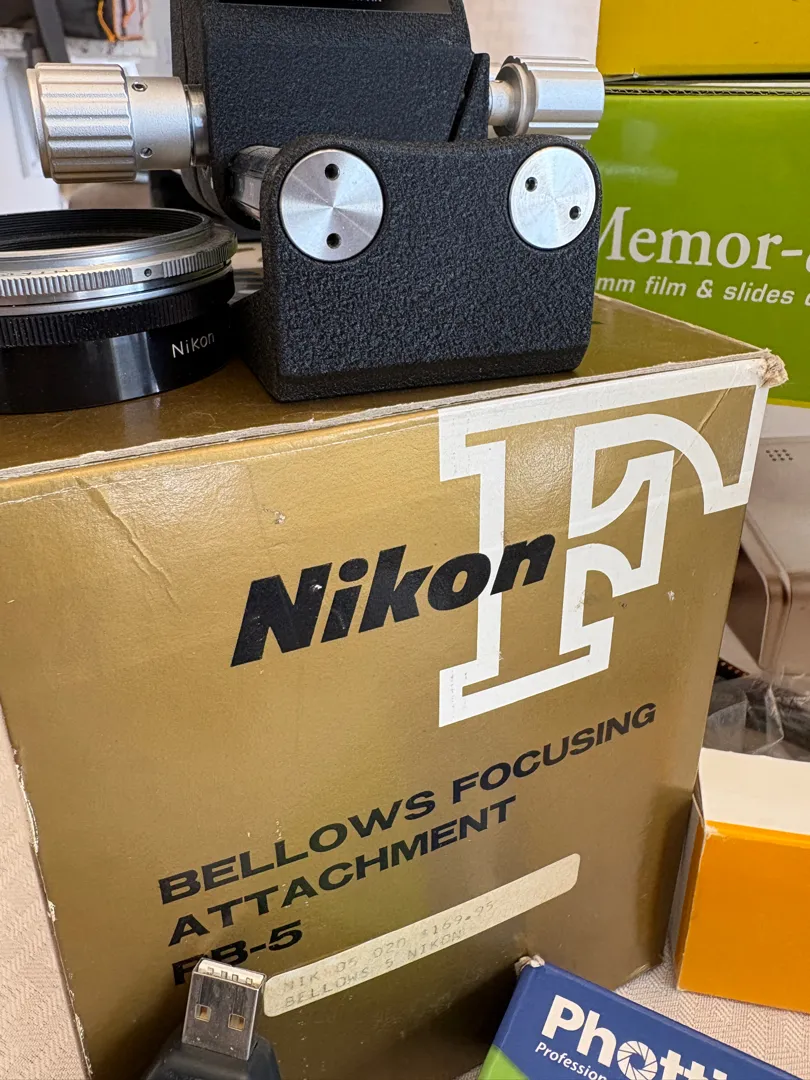 Nikon
Memor-
mm film & slides
F
Nikon
BELLOWS FOCUSING
ATTACHMENT
PB-5
NIK 05 020 $169.95
BELLOWS 5 NIKON
Photti
Profession